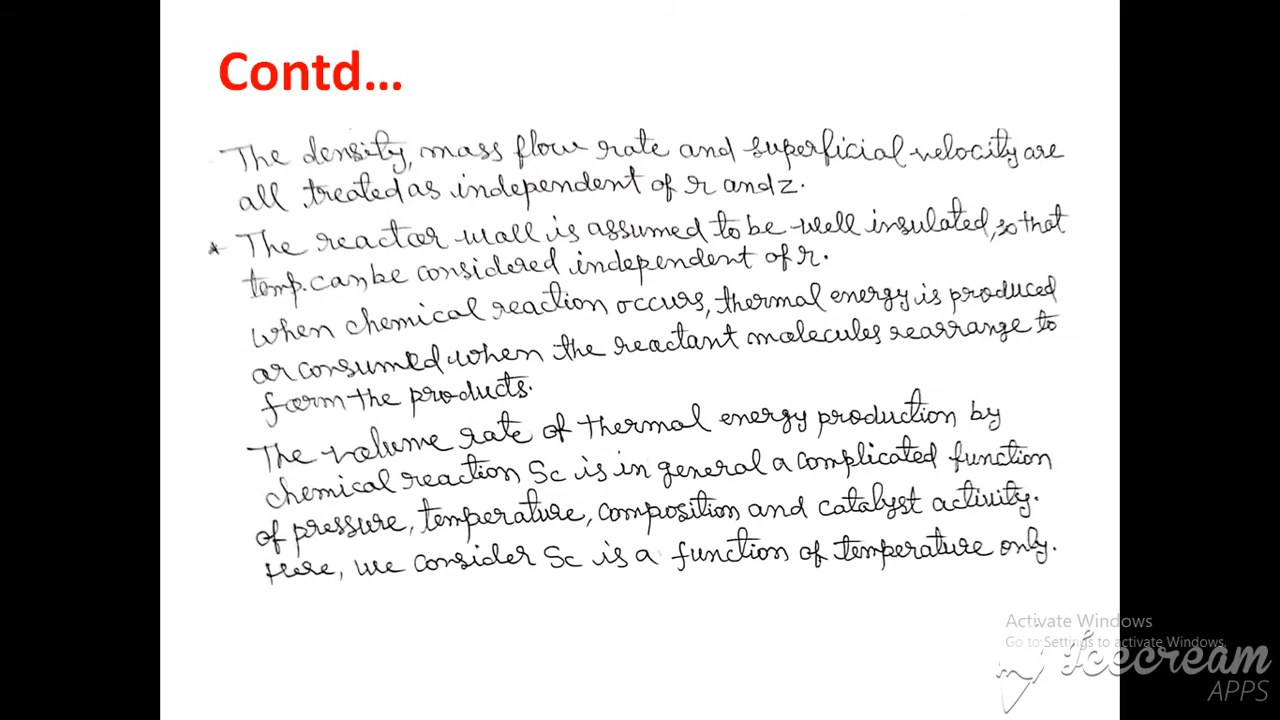 Contd...
The density, mass flow rate and superficial velocity are
all treated as independent of r and z.
* The reactor wall is assumed to be well insulated, so that
temp. can be considered independent of r.
When chemical reaction occurs, thermal energy is produced
or consumed when the reactant molecules rearrange to
form the products.
The volume rate of thermal energy production by
chemical reaction Sc is in general a complicated function
of pressure, temperature, composition and catalyst activity.
Here, we consider Sc is a function of temperature only.
Activate Windows
Go to Settings to activate Windows.
Icecream
APPS